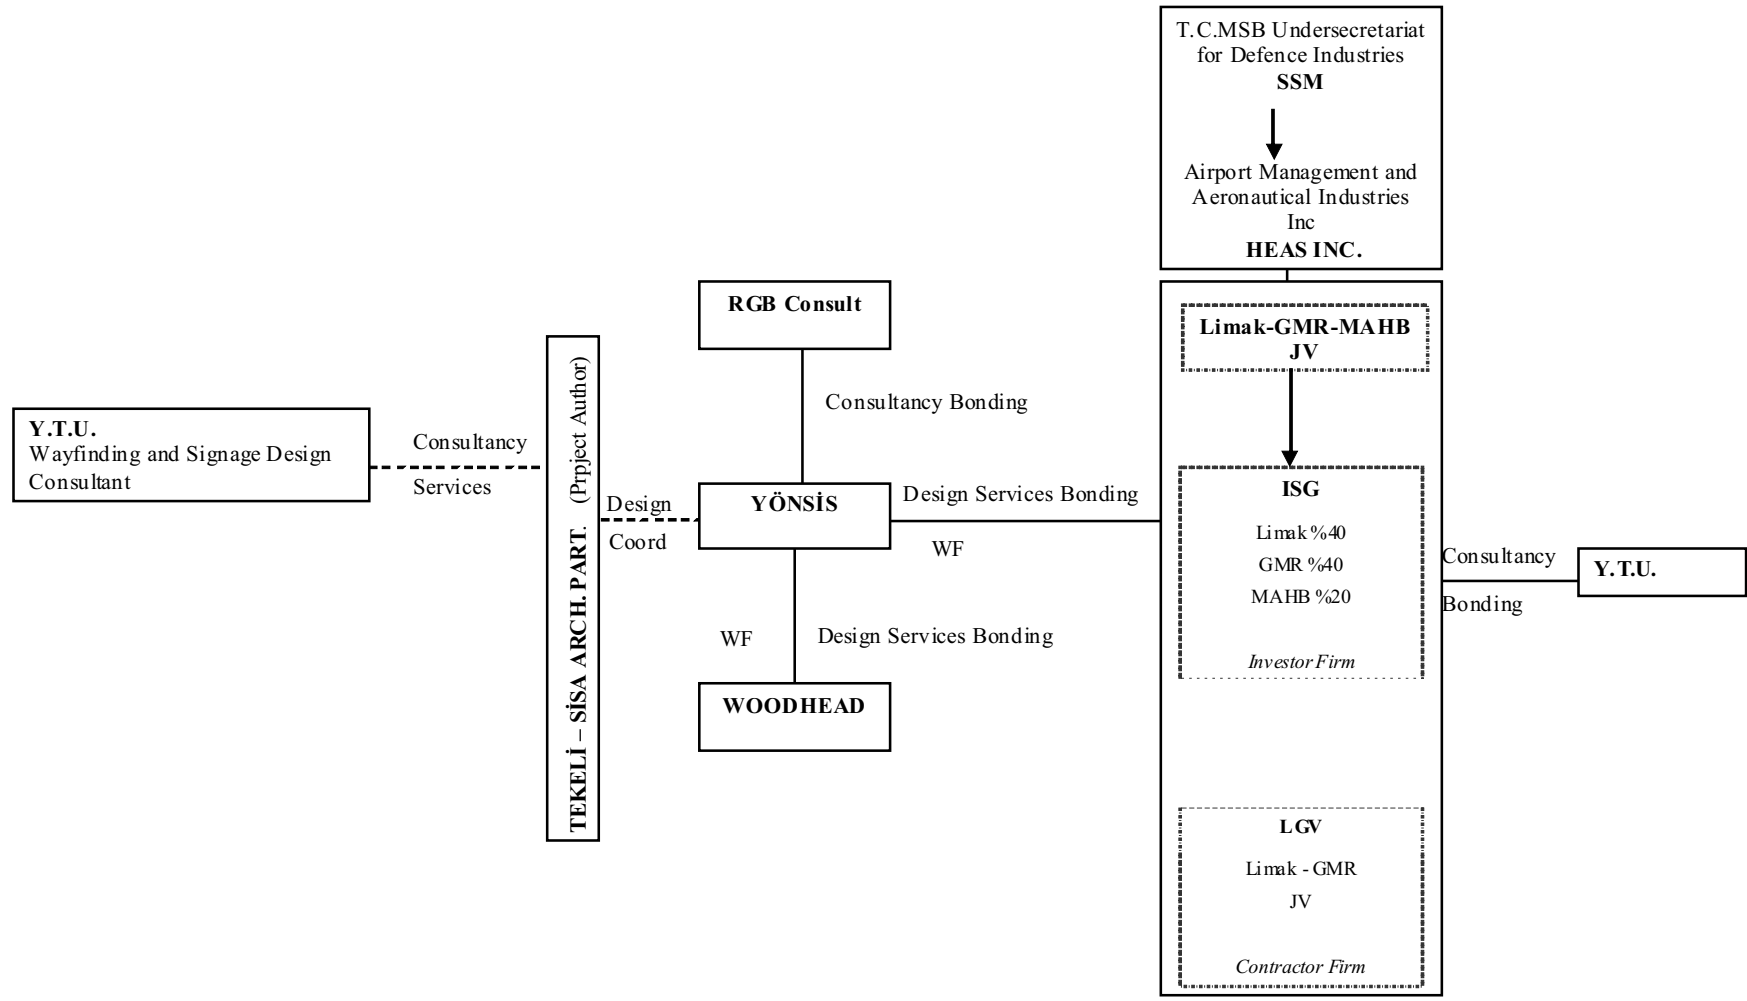 T.C.MSB Undersecretariat
for Defence Industries
SSM
Airport Management and
Aeronautical Industries
Inc
HEAS INC.
RGB Consult
Limak-GMR-MAHB
JV
Consultancy Bonding
Y.T.U.
Wayfinding and Signage Design
Consultant
Consultancy
Services
TEKELİ – SİSA ARCH. PART. (Prpject Author)
Design
Coord
YÖNSİS
Design Services Bonding
WF
ISG
Limak %40
GMR %40
MAHB %20
Investor Firm
Consultancy
Bonding
Y.T.U.
WF
Design Services Bonding
WOODHEAD
LGV
Limak - GMR
JV
Contractor Firm